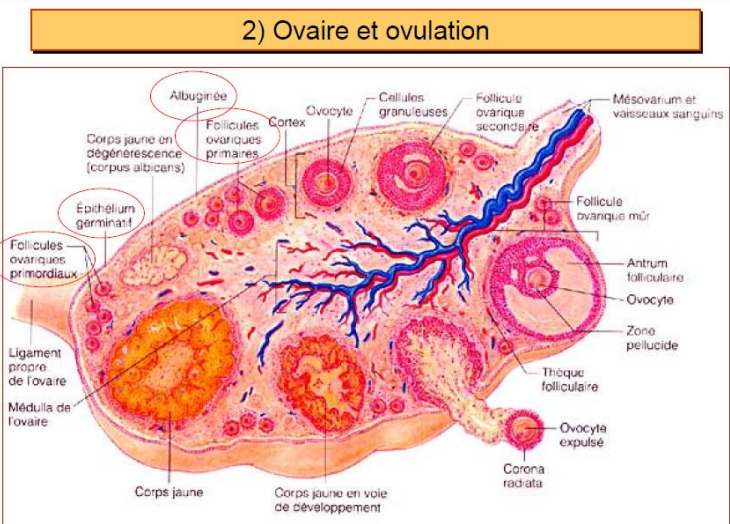 2) Ovaire et ovulation
Albuginée
Follicules
ovariques
primaires
Cortex
Ovocyte
Cellules
granuleuses
Follicule
ovarique
secondaire
Mésovarium et
vaisseaux sanguins
Corps jaune en
dégénérescence
(corpus albicans)
Épithélium
germinatif
Follicules
ovariques
primordiaux
Follicule
ovarique mûr
Antrum
folliculaire
Ovocyte
Zone
pellucide
Thèque
folliculaire
Ligament
propre
de l'ovaire
Médulla de
l'ovaire
Ovocyte
expulsé
Corona
radiata
Corps jaune
Corps jaune en voie
de développement